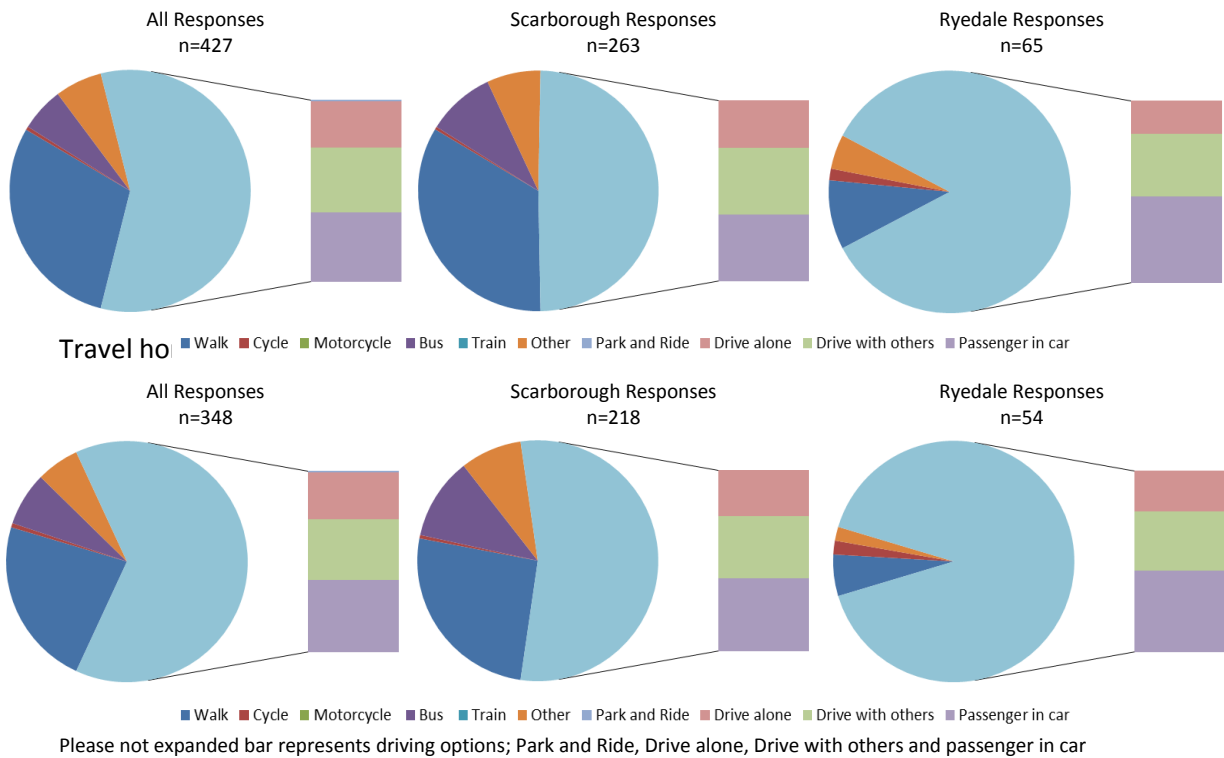 All Responses
n=427
Scarborough Responses
n=263
Ryedale Responses
n=65
Travel
Walk Cycle Motorcycle Bus Train Other Park and Ride Drive alone Drive with others Passenger in car
All Responses
n=348
Scarborough Responses
n=218
Ryedale Responses
n=54
Walk Cycle Motorcycle Bus Train Other Park and Ride Drive alone Drive with others Passenger in car
Please not expanded bar represents driving options; Park and Ride, Drive alone, Drive with others and passenger in car